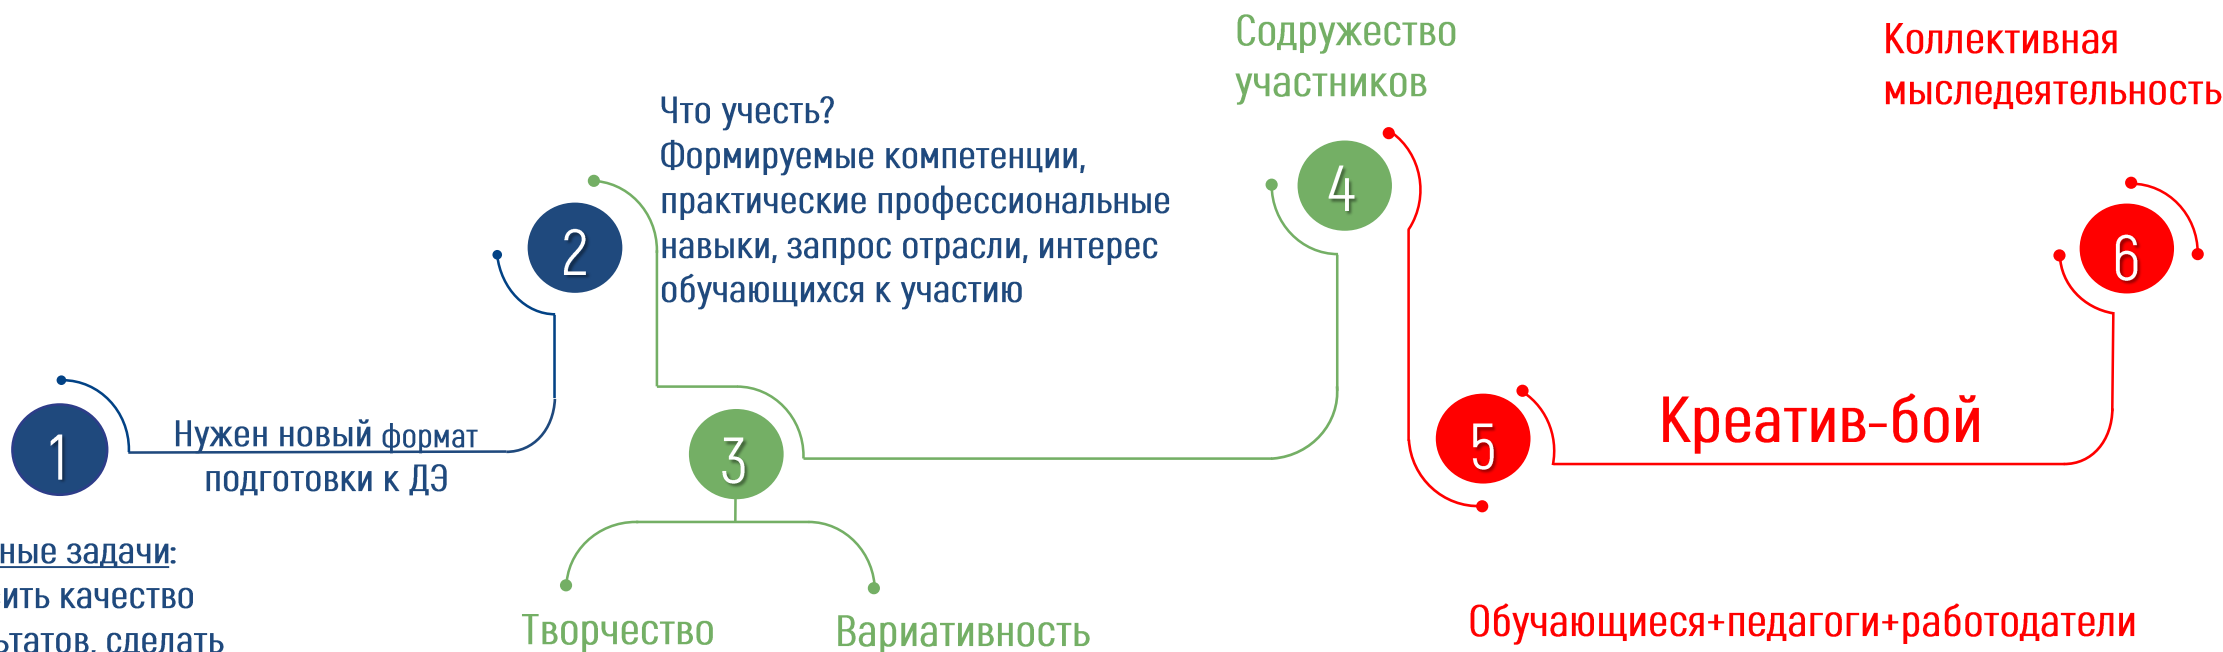 1
Нужен новый формат
подготовки к ДЭ
задачи:
качество
сделать
2
Что учесть?
Формируемые компетенции,
практические профессиональные
навыки, запрос отрасли, интерес
обучающихся к участию
3
Творчество
Вариативность
4
Содружество
участников
5
Креатив-бой
Обучающиеся+педагоги+работодатели
6
Коллективная
мыследеятельность